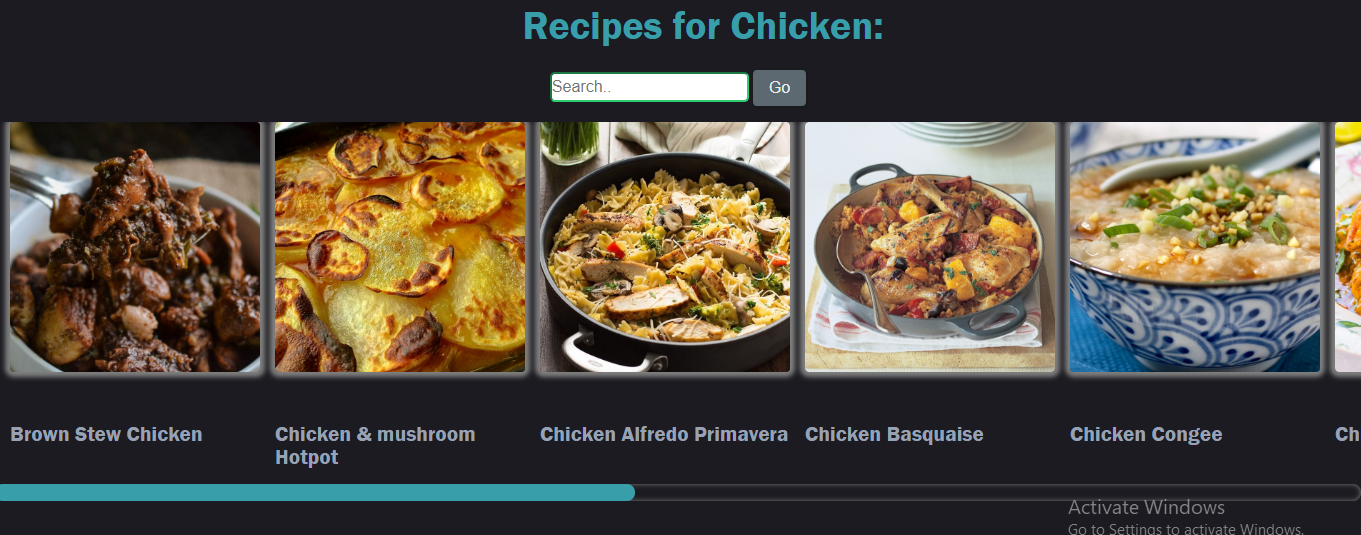 Recipes for Chicken:
Search..
Go
Brown Stew Chicken
Chicken & mushroom
Hotpot
Chicken Alfredo Primavera
Chicken Basquaise
Chicken Congee
Ch
Activate Windows
Go to Settings to activate Windows.